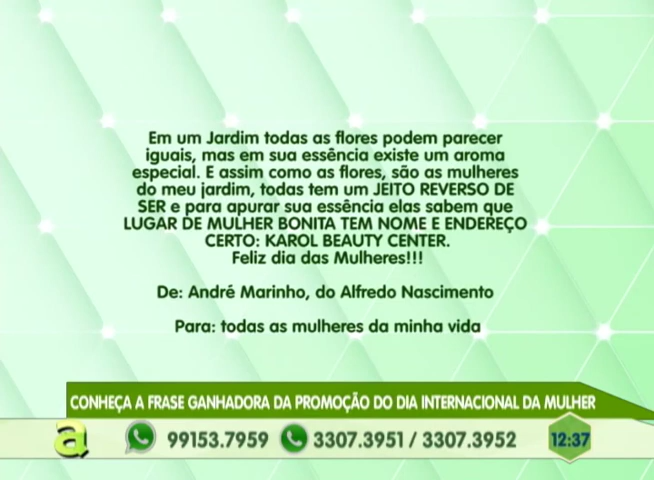 Em um Jardim todas as flores podem parecer
iguais, mas em sua essência existe um aroma
especial. E assim como as flores, são as mulheres
do meu jardim, todas tem um JEITO REVERSO DE
SER e para apurar sua essência elas sabem que
LUGAR DE MULHER BONITA TEM NOME E ENDEREÇO
CERTO: KAROL BEAUTY CENTER.
Feliz dia das Mulheres!!!
De: André Marinho, do Alfredo Nascimento
Para: todas as mulheres da minha vida
CONHEÇA A FRASE GANHADORA DA PROMOÇÃO DO DIA INTERNACIONAL DA MULHER
a 99153.7959 3307.3951 / 3307.3952 12:37